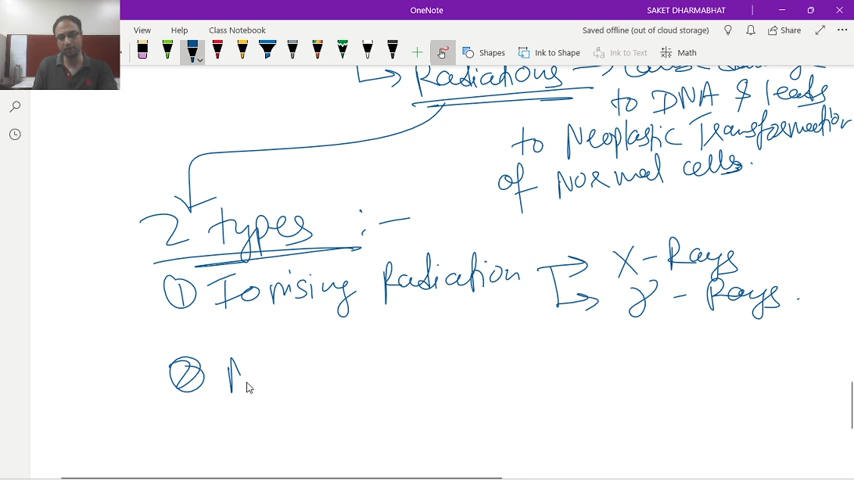 OneNote
SAKET DHARMABHAT
View Help Class Notebook
Saved offline (out of cloud storage)
Share
Shapes Ink to Shape Ink to Text Math
Radiations
to DNA & leads
to Neoplastic Transformation
of Normal cells.
2 types :-
① Ionising Radiation X-Rays
γ - Rays.
②